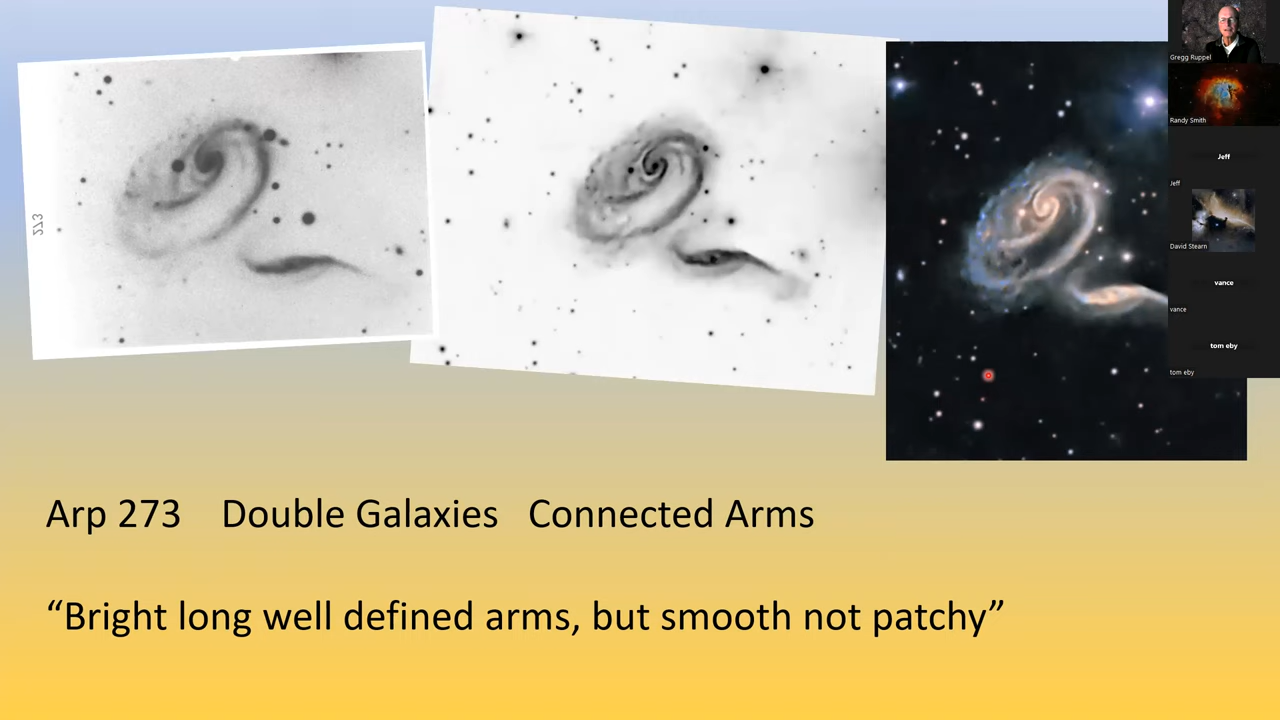 273
Arp 273 Double Galaxies Connected Arms
“Bright long well defined arms, but smooth not patchy”
Gregg Ruppel
Randy Smith
Jeff
Jeff
David Stearn
vance
vance
tom eby
tom eby